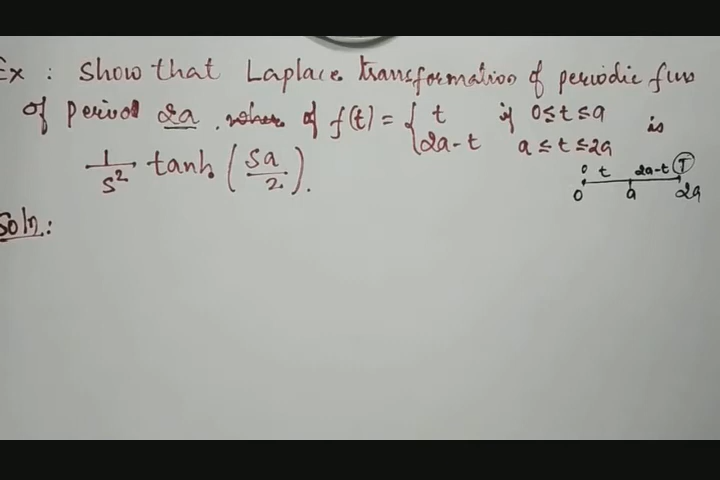 Ex : Show that Laplace transformation of periodic fun
of period 2a . of f(t) = { t if 0≤t≤a is
2a-t a≤t≤2a
1/s² tanh (sa/2).
0 t 2a-t T
0 a 2a
Soln: